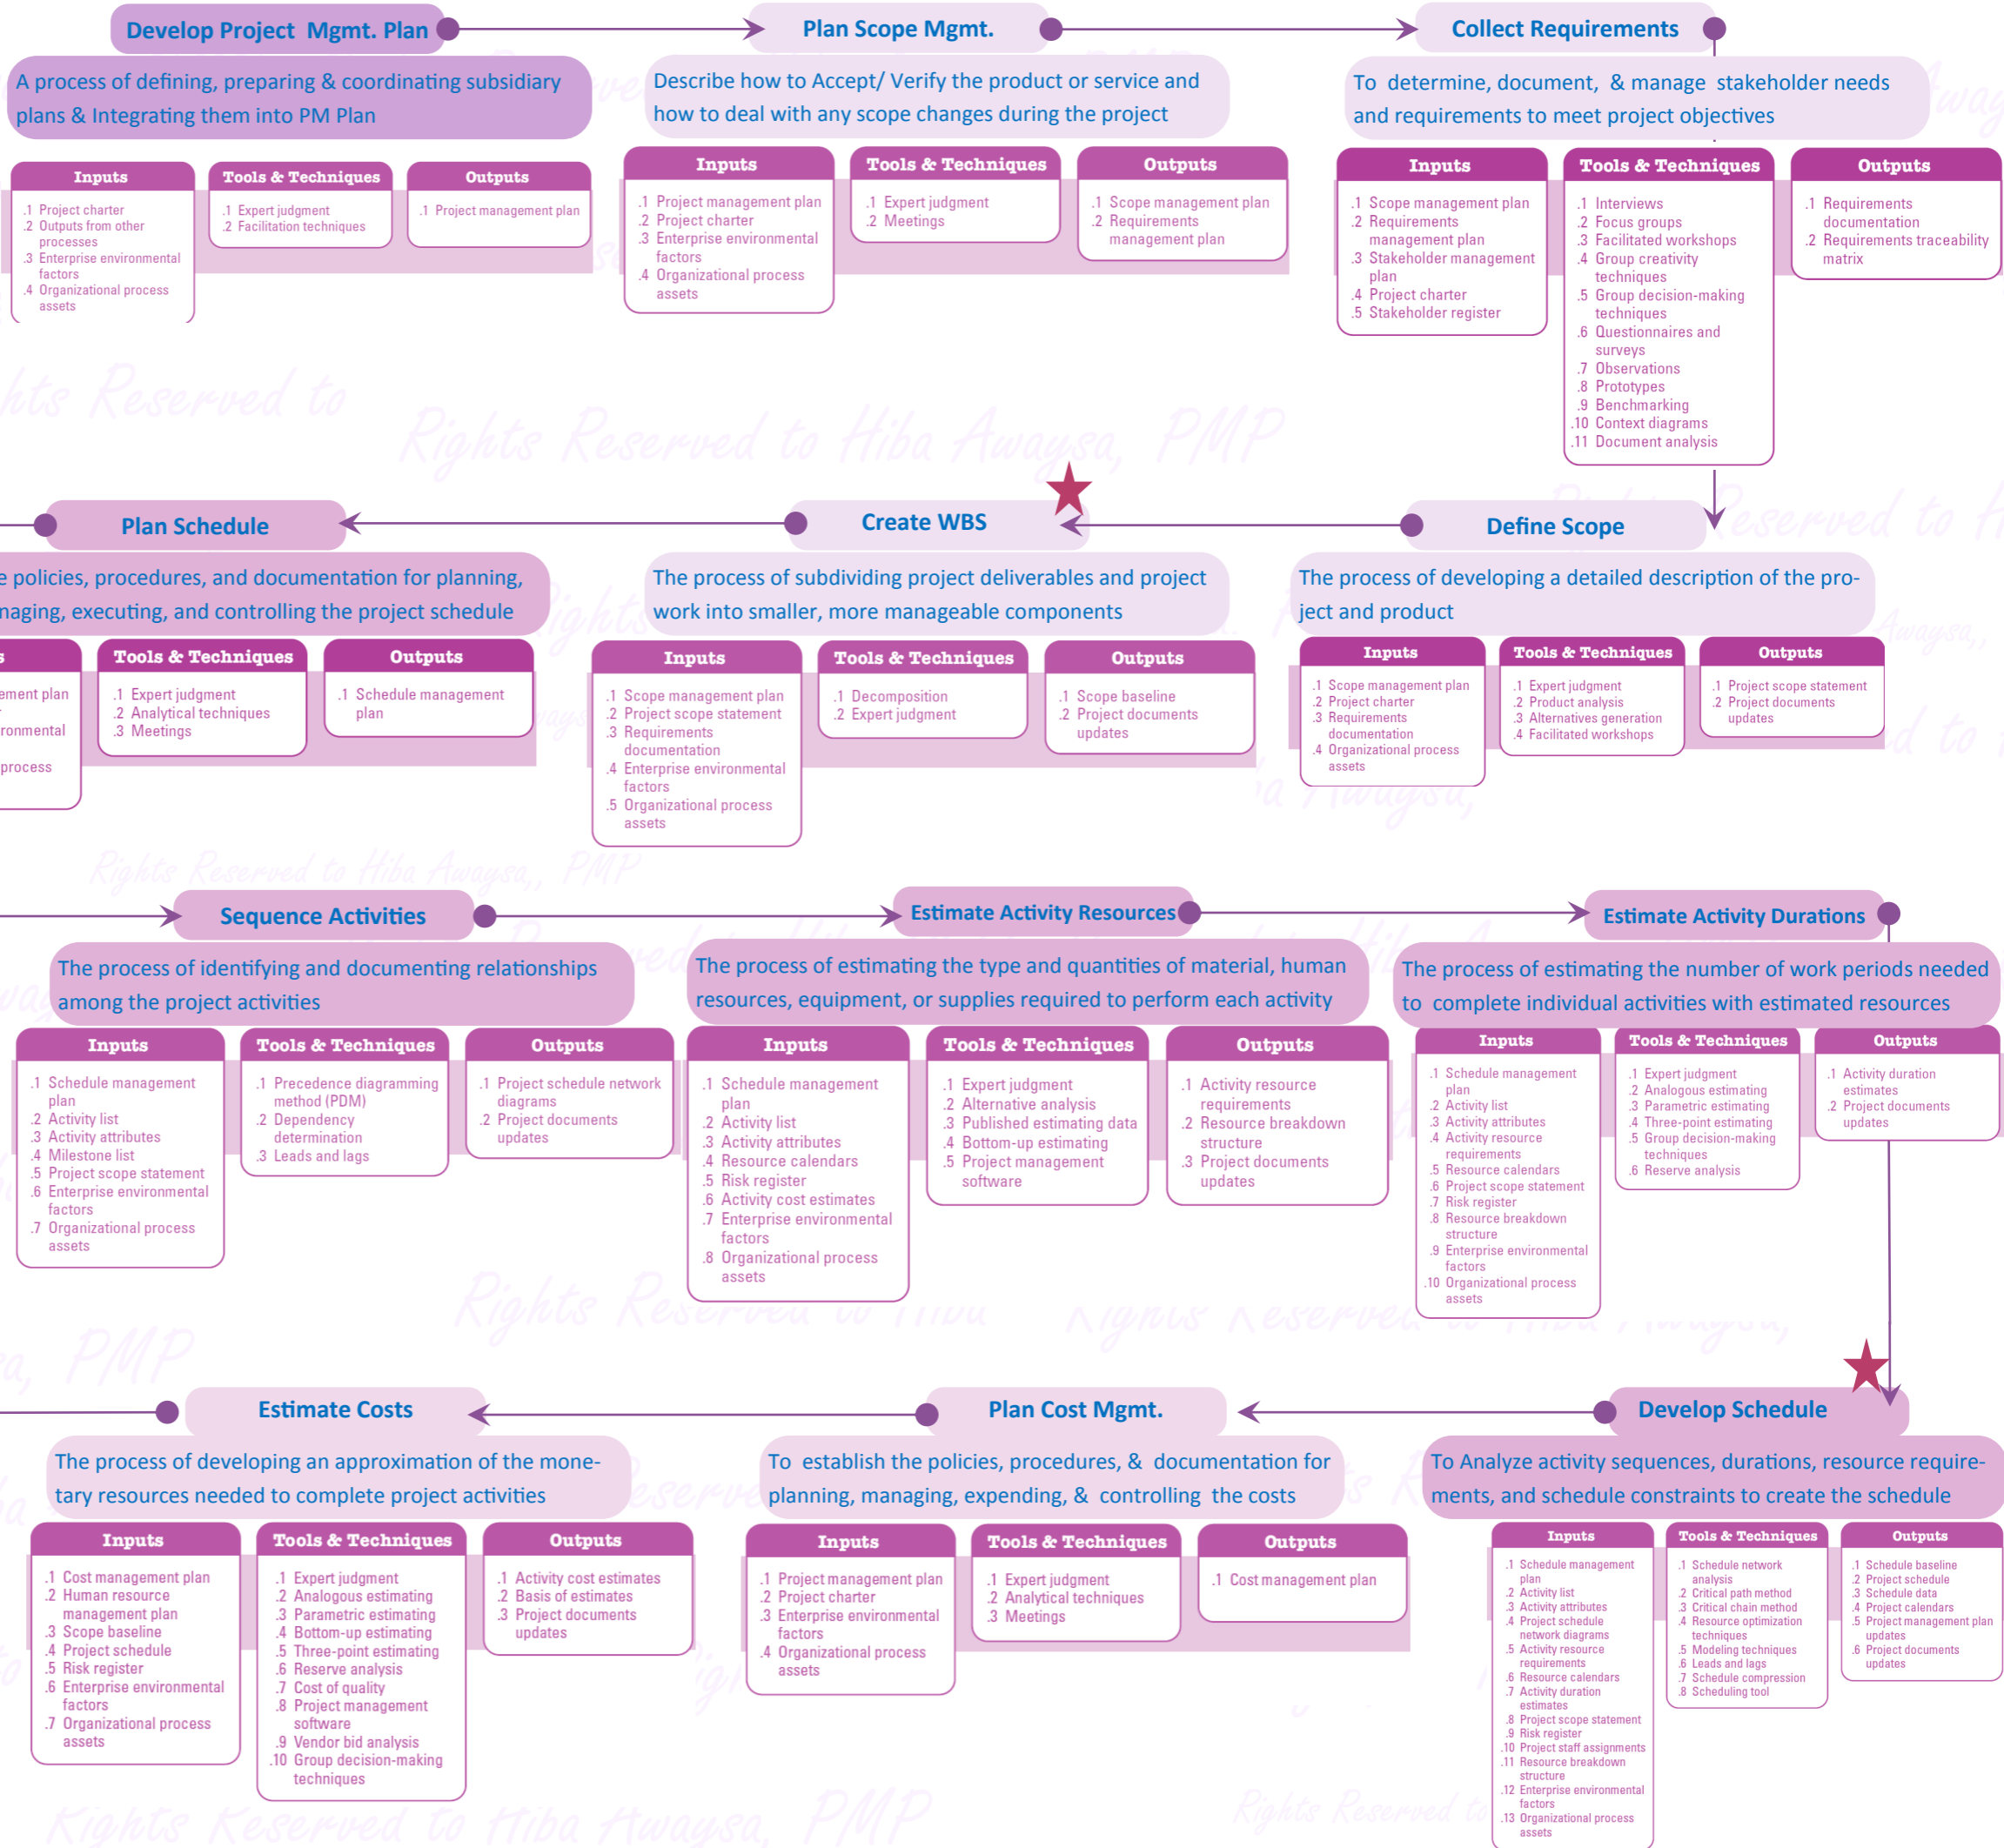 Develop Project Mgmt. Plan
A process of defining, preparing & coordinating subsidiary
plans & Integrating them into PM Plan
Inputs
.1 Project charter
.2 Outputs from other
processes
.3 Enterprise environmental
factors
.4 Organizational process
assets
Tools & Techniques
.1 Expert judgment
.2 Facilitation techniques
Outputs
.1 Project management plan
Plan Scope Mgmt.
Describe how to Accept/ Verify the product or service and
how to deal with any scope changes during the project
Inputs
.1 Project management plan
.2 Project charter
.3 Enterprise environmental
factors
.4 Organizational process
assets
Tools & Techniques
.1 Expert judgment
.2 Meetings
Outputs
.1 Scope management plan
.2 Requirements
management plan
Collect Requirements
To determine, document, & manage stakeholder needs
and requirements to meet project objectives
Inputs
.1 Scope management plan
.2 Requirements
management plan
.3 Stakeholder management
plan
.4 Project charter
.5 Stakeholder register
Tools & Techniques
.1 Interviews
.2 Focus groups
.3 Facilitated workshops
.4 Group creativity
techniques
.5 Group decision-making
techniques
.6 Questionnaires and
surveys
.7 Observations
.8 Prototypes
.9 Benchmarking
.10 Context diagrams
.11 Document analysis
Outputs
.1 Requirements
documentation
.2 Requirements traceability
matrix
hts Reserved to
Rights Reserved to Hiba Awaysa, PMP
Plan Schedule
e policies, procedures, and documentation for planning,
naging, executing, and controlling the project schedule
s
ement plan
ronmental
process
Tools & Techniques
.1 Expert judgment
.2 Analytical techniques
.3 Meetings
Outputs
.1 Schedule management
plan
Create WBS
The process of subdividing project deliverables and project
work into smaller, more manageable components
Inputs
.1 Scope management plan
.2 Project scope statement
.3 Requirements
documentation
.4 Enterprise environmental
factors
.5 Organizational process
assets
Tools & Techniques
.1 Decomposition
.2 Expert judgment
Outputs
.1 Scope baseline
.2 Project documents
updates
Define Scope
The process of developing a detailed description of the pro-
ject and product
Inputs
.1 Scope management plan
.2 Project charter
.3 Requirements
documentation
.4 Organizational process
assets
Tools & Techniques
.1 Expert judgment
.2 Product analysis
.3 Alternatives generation
.4 Facilitated workshops
Outputs
.1 Project scope statement
.2 Project documents
updates
Rights Reserved to Hiba Awaysa,, PMP
Sequence Activities
The process of identifying and documenting relationships
among the project activities
Inputs
.1 Schedule management
plan
.2 Activity list
.3 Activity attributes
.4 Milestone list
.5 Project scope statement
.6 Enterprise environmental
factors
.7 Organizational process
assets
Tools & Techniques
.1 Precedence diagramming
method (PDM)
.2 Dependency
determination
.3 Leads and lags
Outputs
.1 Project schedule network
diagrams
.2 Project documents
updates
Estimate Activity Resources
The process of estimating the type and quantities of material, human
resources, equipment, or supplies required to perform each activity
Inputs
.1 Schedule management
plan
.2 Activity list
.3 Activity attributes
.4 Resource calendars
.5 Risk register
.6 Activity cost estimates
.7 Enterprise environmental
factors
.8 Organizational process
assets
Tools & Techniques
.1 Expert judgment
.2 Alternative analysis
.3 Published estimating data
.4 Bottom-up estimating
.5 Project management
software
Outputs
.1 Activity resource
requirements
.2 Resource breakdown
structure
.3 Project documents
updates
Estimate Activity Durations
The process of estimating the number of work periods needed
to complete individual activities with estimated resources
Inputs
.1 Schedule management
plan
.2 Activity list
.3 Activity attributes
.4 Activity resource
requirements
.5 Resource calendars
.6 Project scope statement
.7 Risk register
.8 Resource breakdown
structure
.9 Enterprise environmental
factors
.10 Organizational process
assets
Tools & Techniques
.1 Expert judgment
.2 Analogous estimating
.3 Parametric estimating
.4 Three-point estimating
.5 Group decision-making
techniques
.6 Reserve analysis
Outputs
.1 Activity duration
estimates
.2 Project documents
updates
Estimate Costs
The process of developing an approximation of the mone-
tary resources needed to complete project activities
Inputs
.1 Cost management plan
.2 Human resource
management plan
.3 Scope baseline
.4 Project schedule
.5 Risk register
.6 Enterprise environmental
factors
.7 Organizational process
assets
Tools & Techniques
.1 Expert judgment
.2 Analogous estimating
.3 Parametric estimating
.4 Bottom-up estimating
.5 Three-point estimating
.6 Reserve analysis
.7 Cost of quality
.8 Project management
software
.9 Vendor bid analysis
.10 Group decision-making
techniques
Outputs
.1 Activity cost estimates
.2 Basis of estimates
.3 Project documents
updates
Plan Cost Mgmt.
To establish the policies, procedures, & documentation for
planning, managing, expending, & controlling the costs
Inputs
.1 Project management plan
.2 Project charter
.3 Enterprise environmental
factors
.4 Organizational process
assets
Tools & Techniques
.1 Expert judgment
.2 Analytical techniques
.3 Meetings
Outputs
.1 Cost management plan
Develop Schedule
To Analyze activity sequences, durations, resource require-
ments, and schedule constraints to create the schedule
Inputs
.1 Schedule management
plan
.2 Activity list
.3 Activity attributes
.4 Project schedule
network diagrams
.5 Activity resource
requirements
.6 Resource calendars
.7 Activity duration
estimates
.8 Project scope statement
.9 Risk register
.10 Project staff assignments
.11 Resource breakdown
structure
.12 Enterprise environmental
factors
.13 Organizational process
assets
Tools & Techniques
.1 Schedule network
analysis
.2 Critical path method
.3 Critical chain method
.4 Resource optimization
techniques
.5 Modeling techniques
.6 Leads and lags
.7 Schedule compression
.8 Scheduling tool
Outputs
.1 Schedule baseline
.2 Project schedule
.3 Schedule data
.4 Project calendars
.5 Project management plan
updates
.6 Project documents
updates
Rights Reserved to Hiba Awaysa, PMP
Rights Reserved to